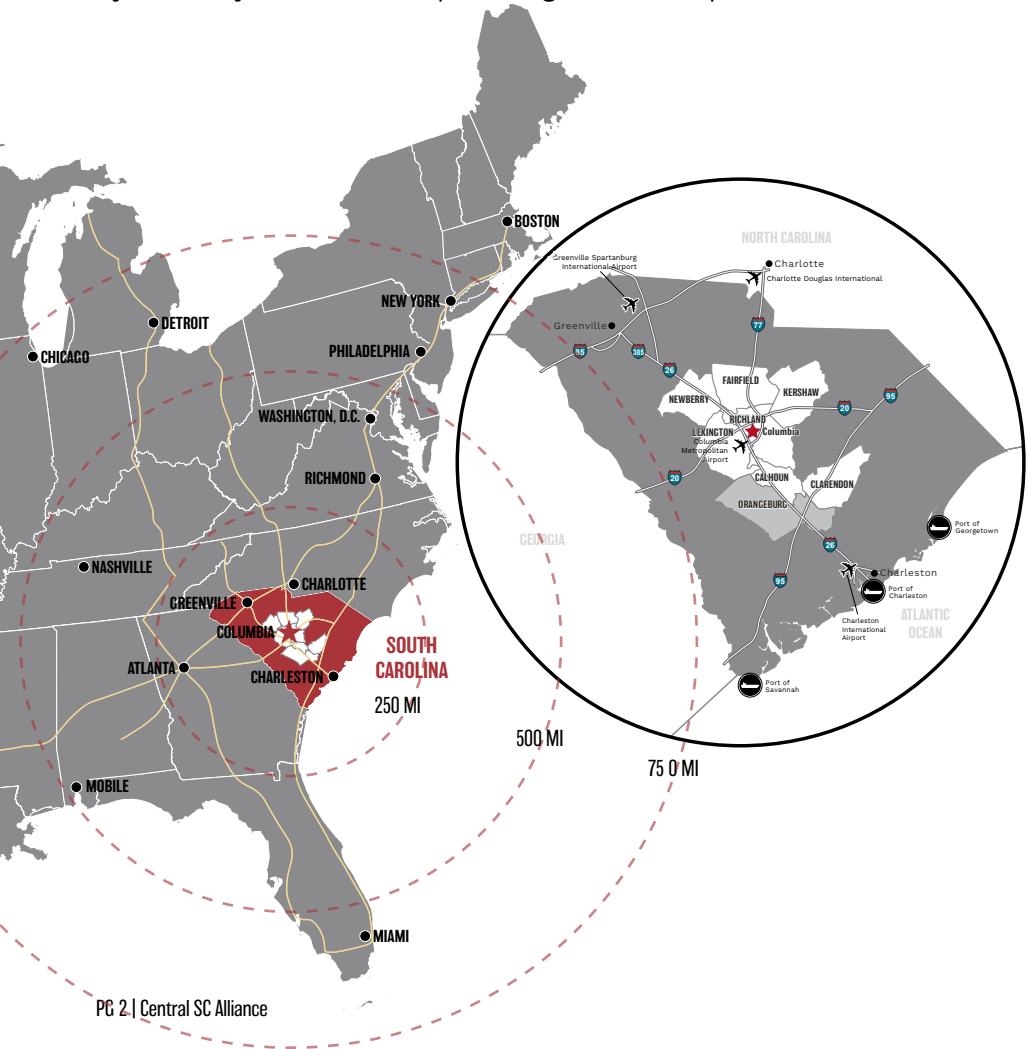 BOSTON
NEW YORK
DETROIT
CHICAGO
PHILADELPHIA
WASHINGTON, D.C.
RICHMOND
NASHVILLE
CHARLOTTE
GREENVILLE
COLUMBIA
SOUTH
CAROLINA
ATLANTA
CHARLESTON
250 MI
500 MI
75 0 MI
MOBILE
MIAMI
NORTH CAROLINA
Greenville Spartanburg
International Airport
Charlotte
Charlotte Douglas International
Greenville
77
85
385
26
FAIRFIELD
KERSHAW
NEWBERRY
95
20
RICHLAND
LEXINGTON
Columbia
Columbia
Metropolitan
Airport
20
CALHOUN
CLARENDON
ORANGEBURG
GEORGIA
Port of
Georgetown
26
95
Charleston
Port of
Charleston
Charleston
International
Airport
ATLANTIC
OCEAN
Port of
Savannah
PG 2 | Central SC Alliance